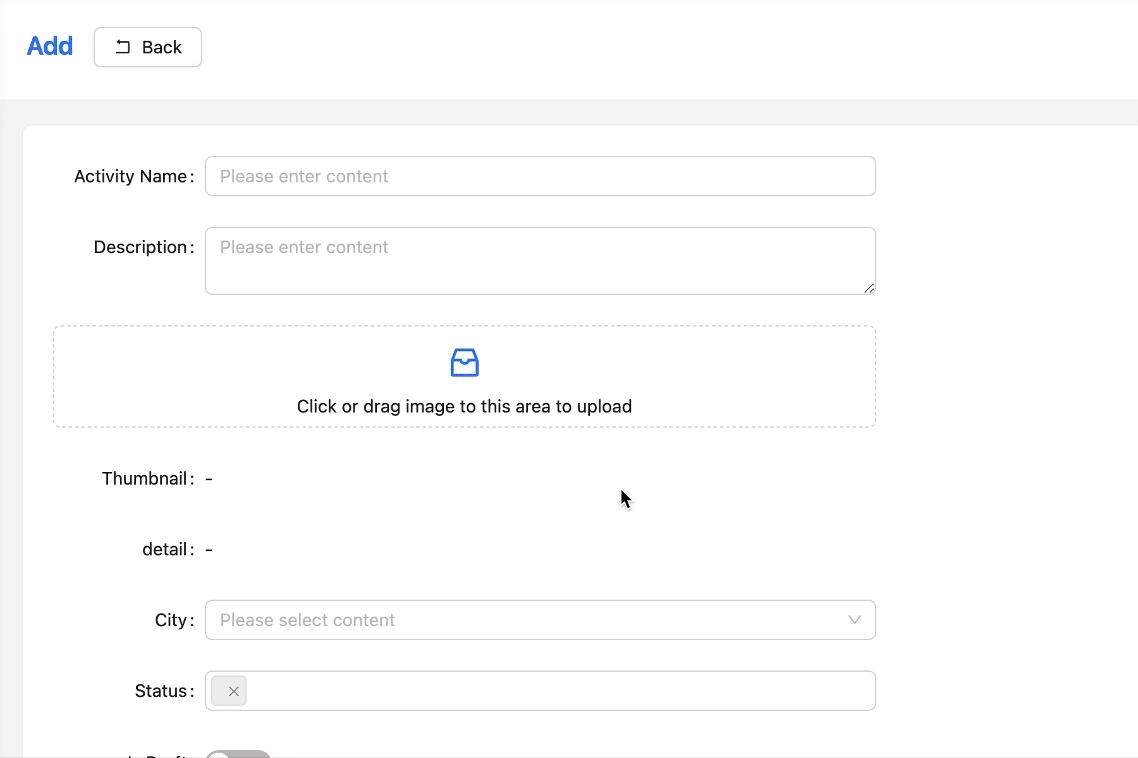 Add
Back
Activity Name:
Please enter content
Description:
Please enter content
Click or drag image to this area to upload
Thumbnail: -
detail: -
City:
Please select content
Status: